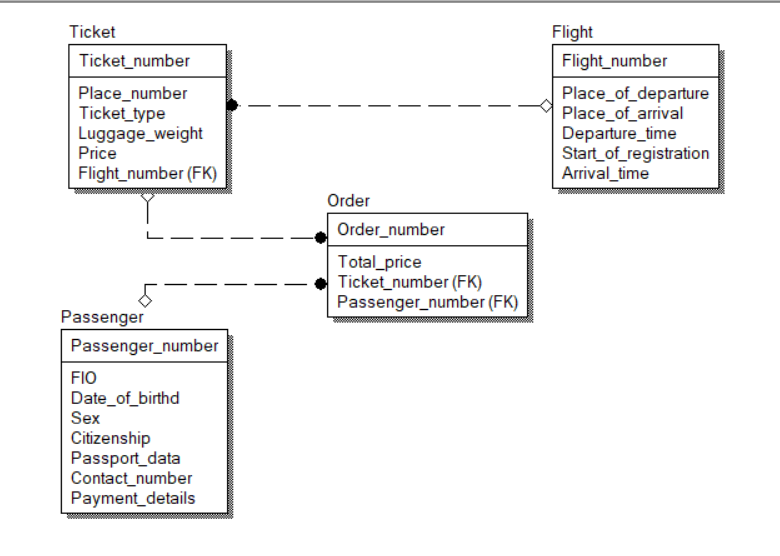 Ticket
Ticket_number
Place_number
Ticket_type
Luggage_weight
Price
Flight_number (FK)
Flight
Flight_number
Place_of_departure
Place_of_arrival
Departure_time
Start_of_registration
Arrival_time
Order
Order_number
Total_price
Ticket_number (FK)
Passenger_number (FK)
Passenger
Passenger_number
FIO
Date_of_birthd
Sex
Citizenship
Passport_data
Contact_number
Payment_details